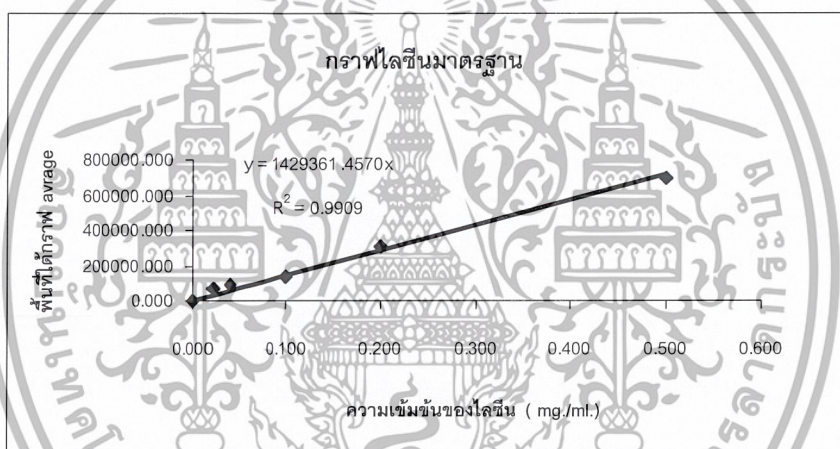 กราฟไลซีนมาตรฐาน
พื้นที่ใต้กราฟ avrage
800000.000
600000.000
400000.000
200000.000
0.000
y = 1429361.4570x
R² = 0.9909
0.000 0.100 0.200 0.300 0.400 0.500 0.600
ความเข้มข้นของไลซีน ( mg./ml.)